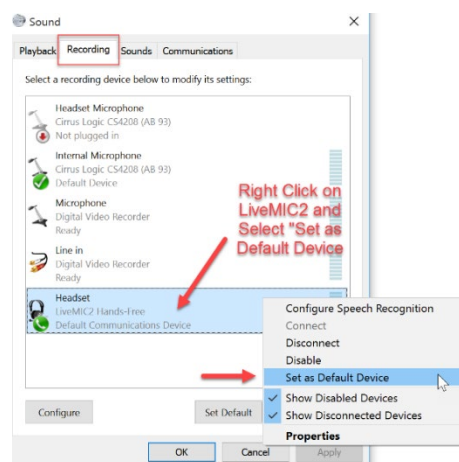 Sound
Playback Recording Sounds Communications
Select a recording device below to modify its settings:
Headset Microphone
Cirrus Logic CS4208 (AB 93)
Not plugged in
Internal Microphone
Cirrus Logic CS4208 (AB 93)
Default Device
Microphone
Digital Video Recorder
Ready
Line in
Digital Video Recorder
Ready
Right Click on
LiveMIC2 and
Select "Set as
Default Device
Headset
LiveMIC2 Hands-Free
Default Communications Device
Configure Speech Recognition
Connect
Disconnect
Disable
Set as Default Device
Show Disabled Devices
Show Disconnected Devices
Properties
Configure
Set Default
OK
Cancel
Apply